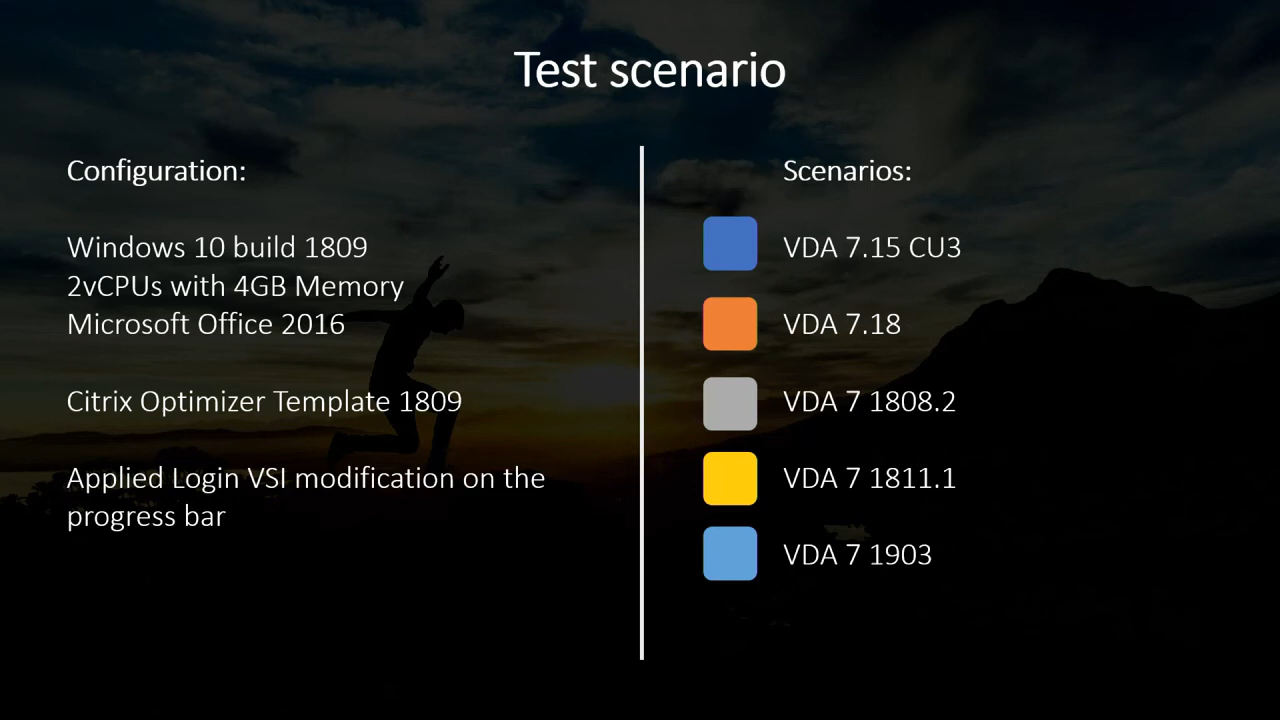 Test scenario
Configuration:
Windows 10 build 1809
2vCPUs with 4GB Memory
Microsoft Office 2016
Citrix Optimizer Template 1809
Applied Login VSI modification on the
progress bar
Scenarios:
VDA 7.15 CU3
VDA 7.18
VDA 7 1808.2
VDA 7 1811.1
VDA 7 1903